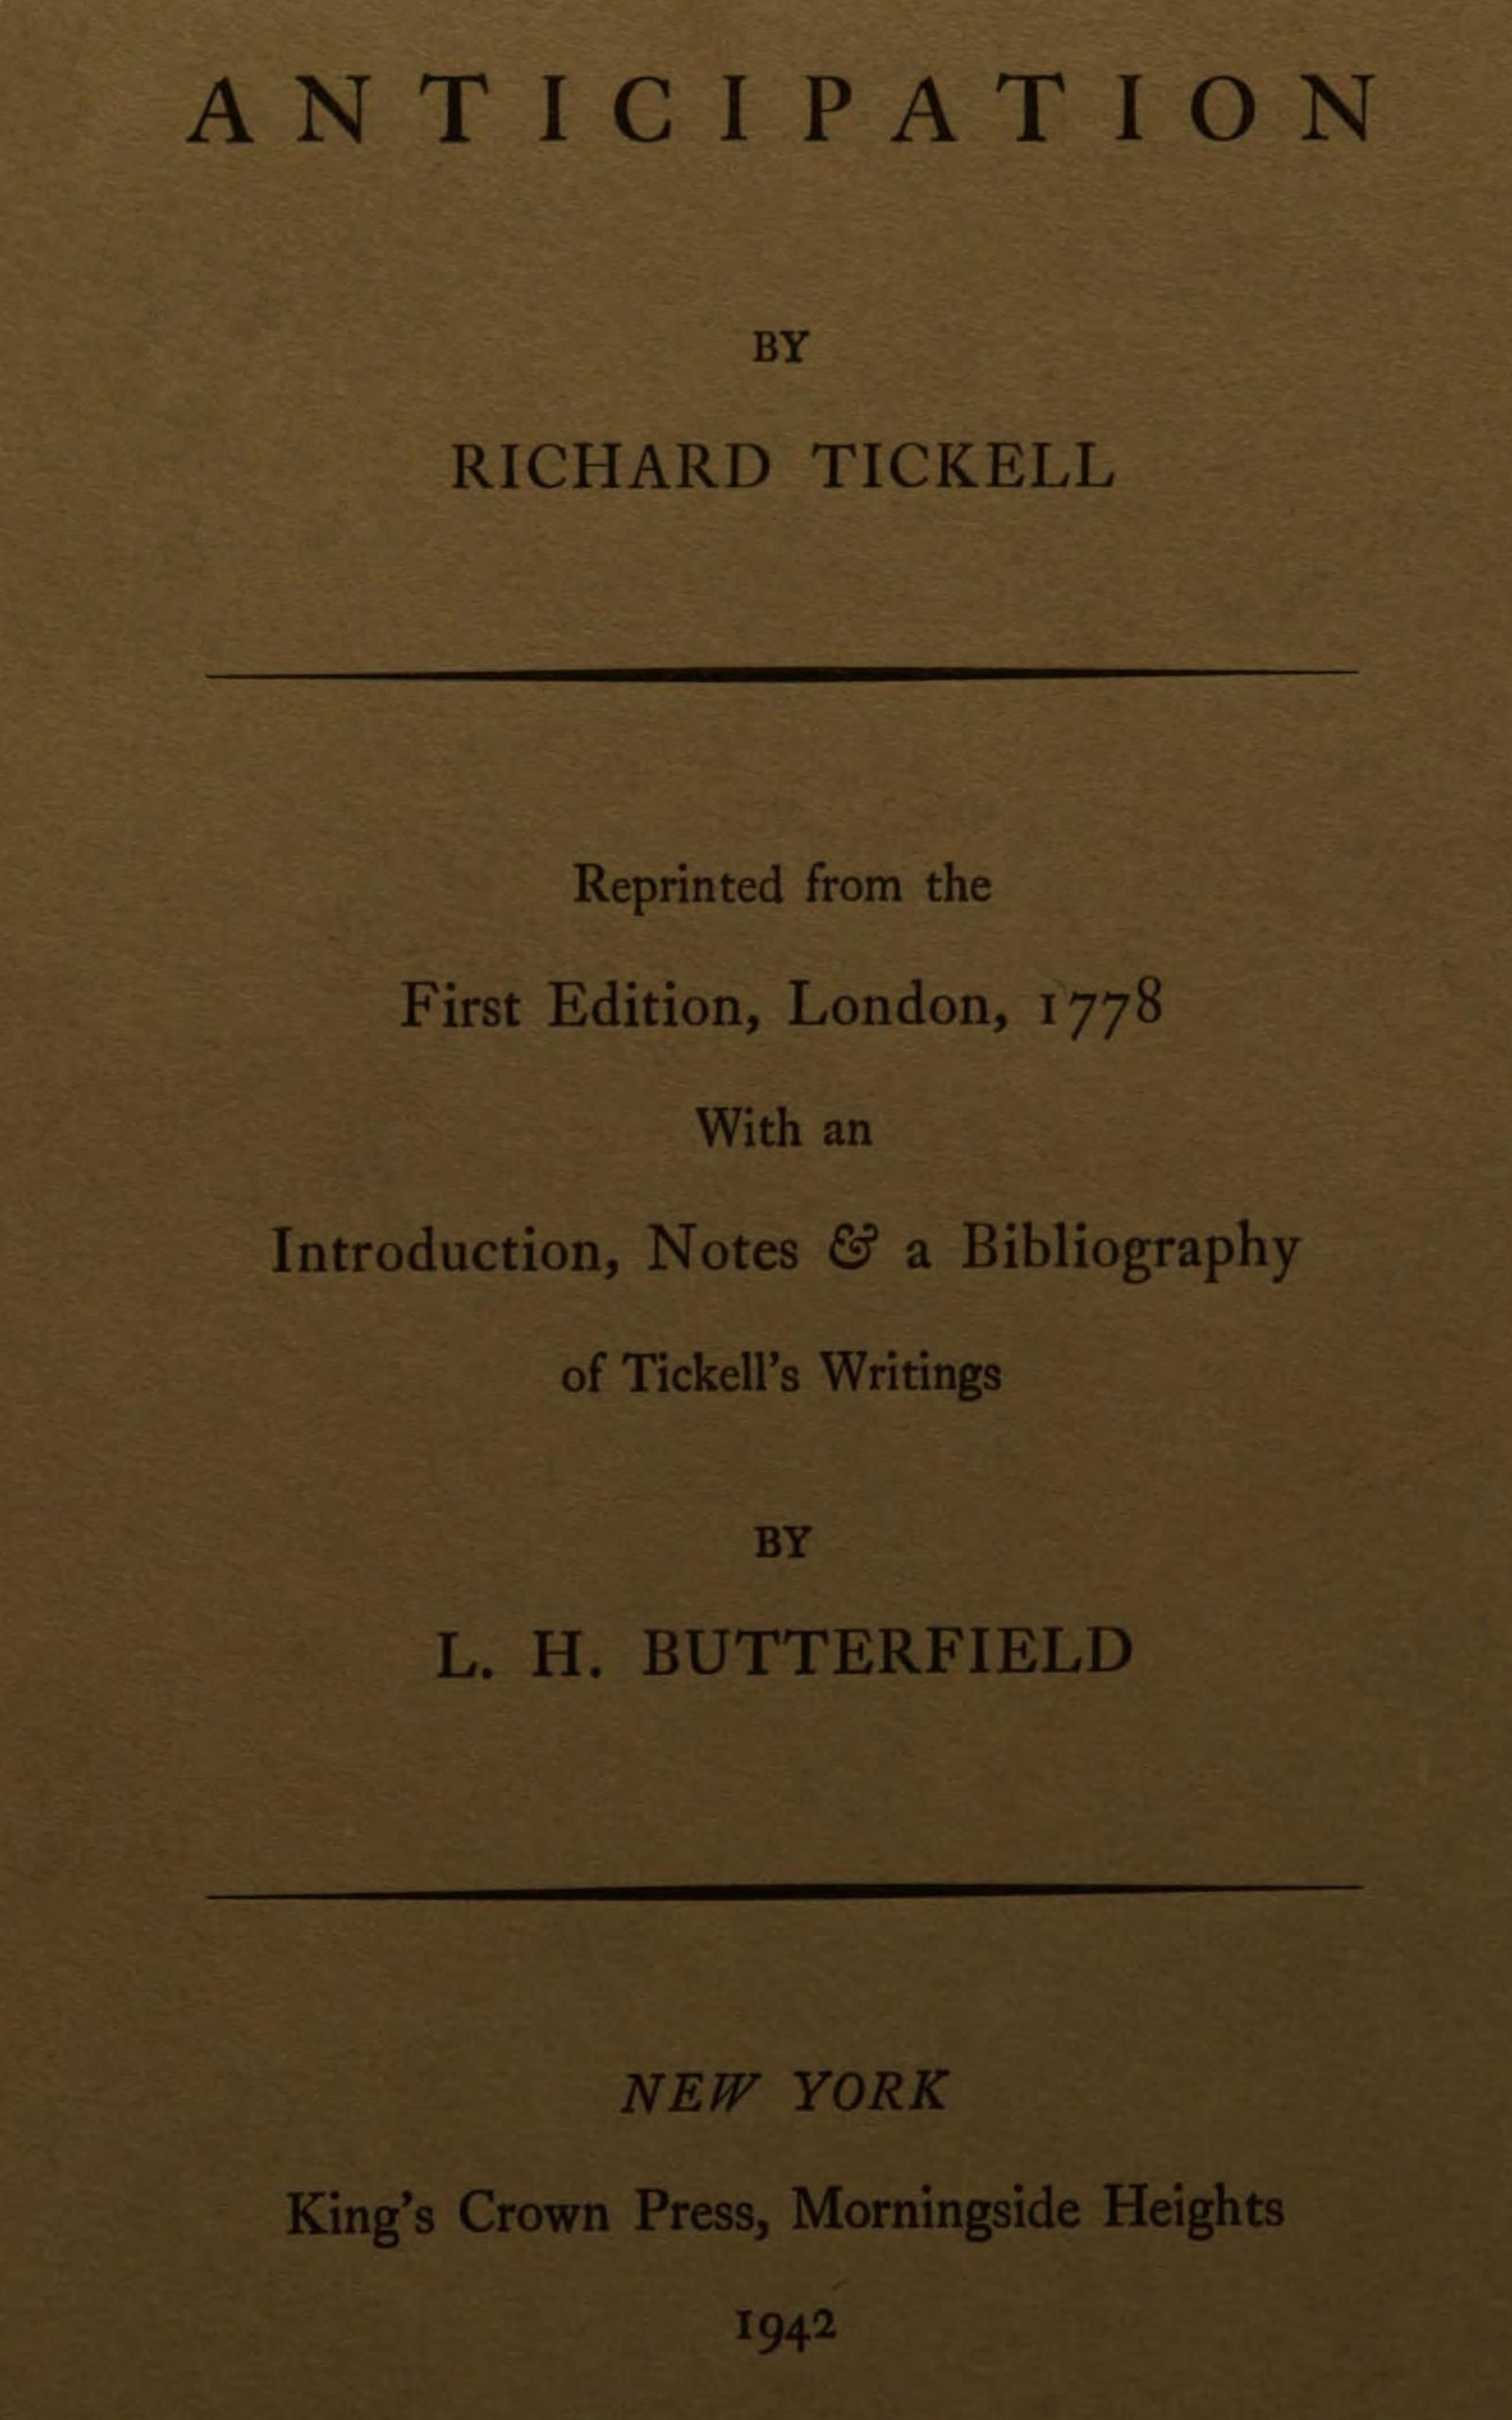 ANTICIPATION
BY
RICHARD TICKELL
Reprinted from the
First Edition, London, 1778
With an
Introduction, Notes & a Bibliography
of Tickell's Writings
BY
L. H. BUTTERFIELD
NEW YORK
King's Crown Press, Morningside Heights
1942